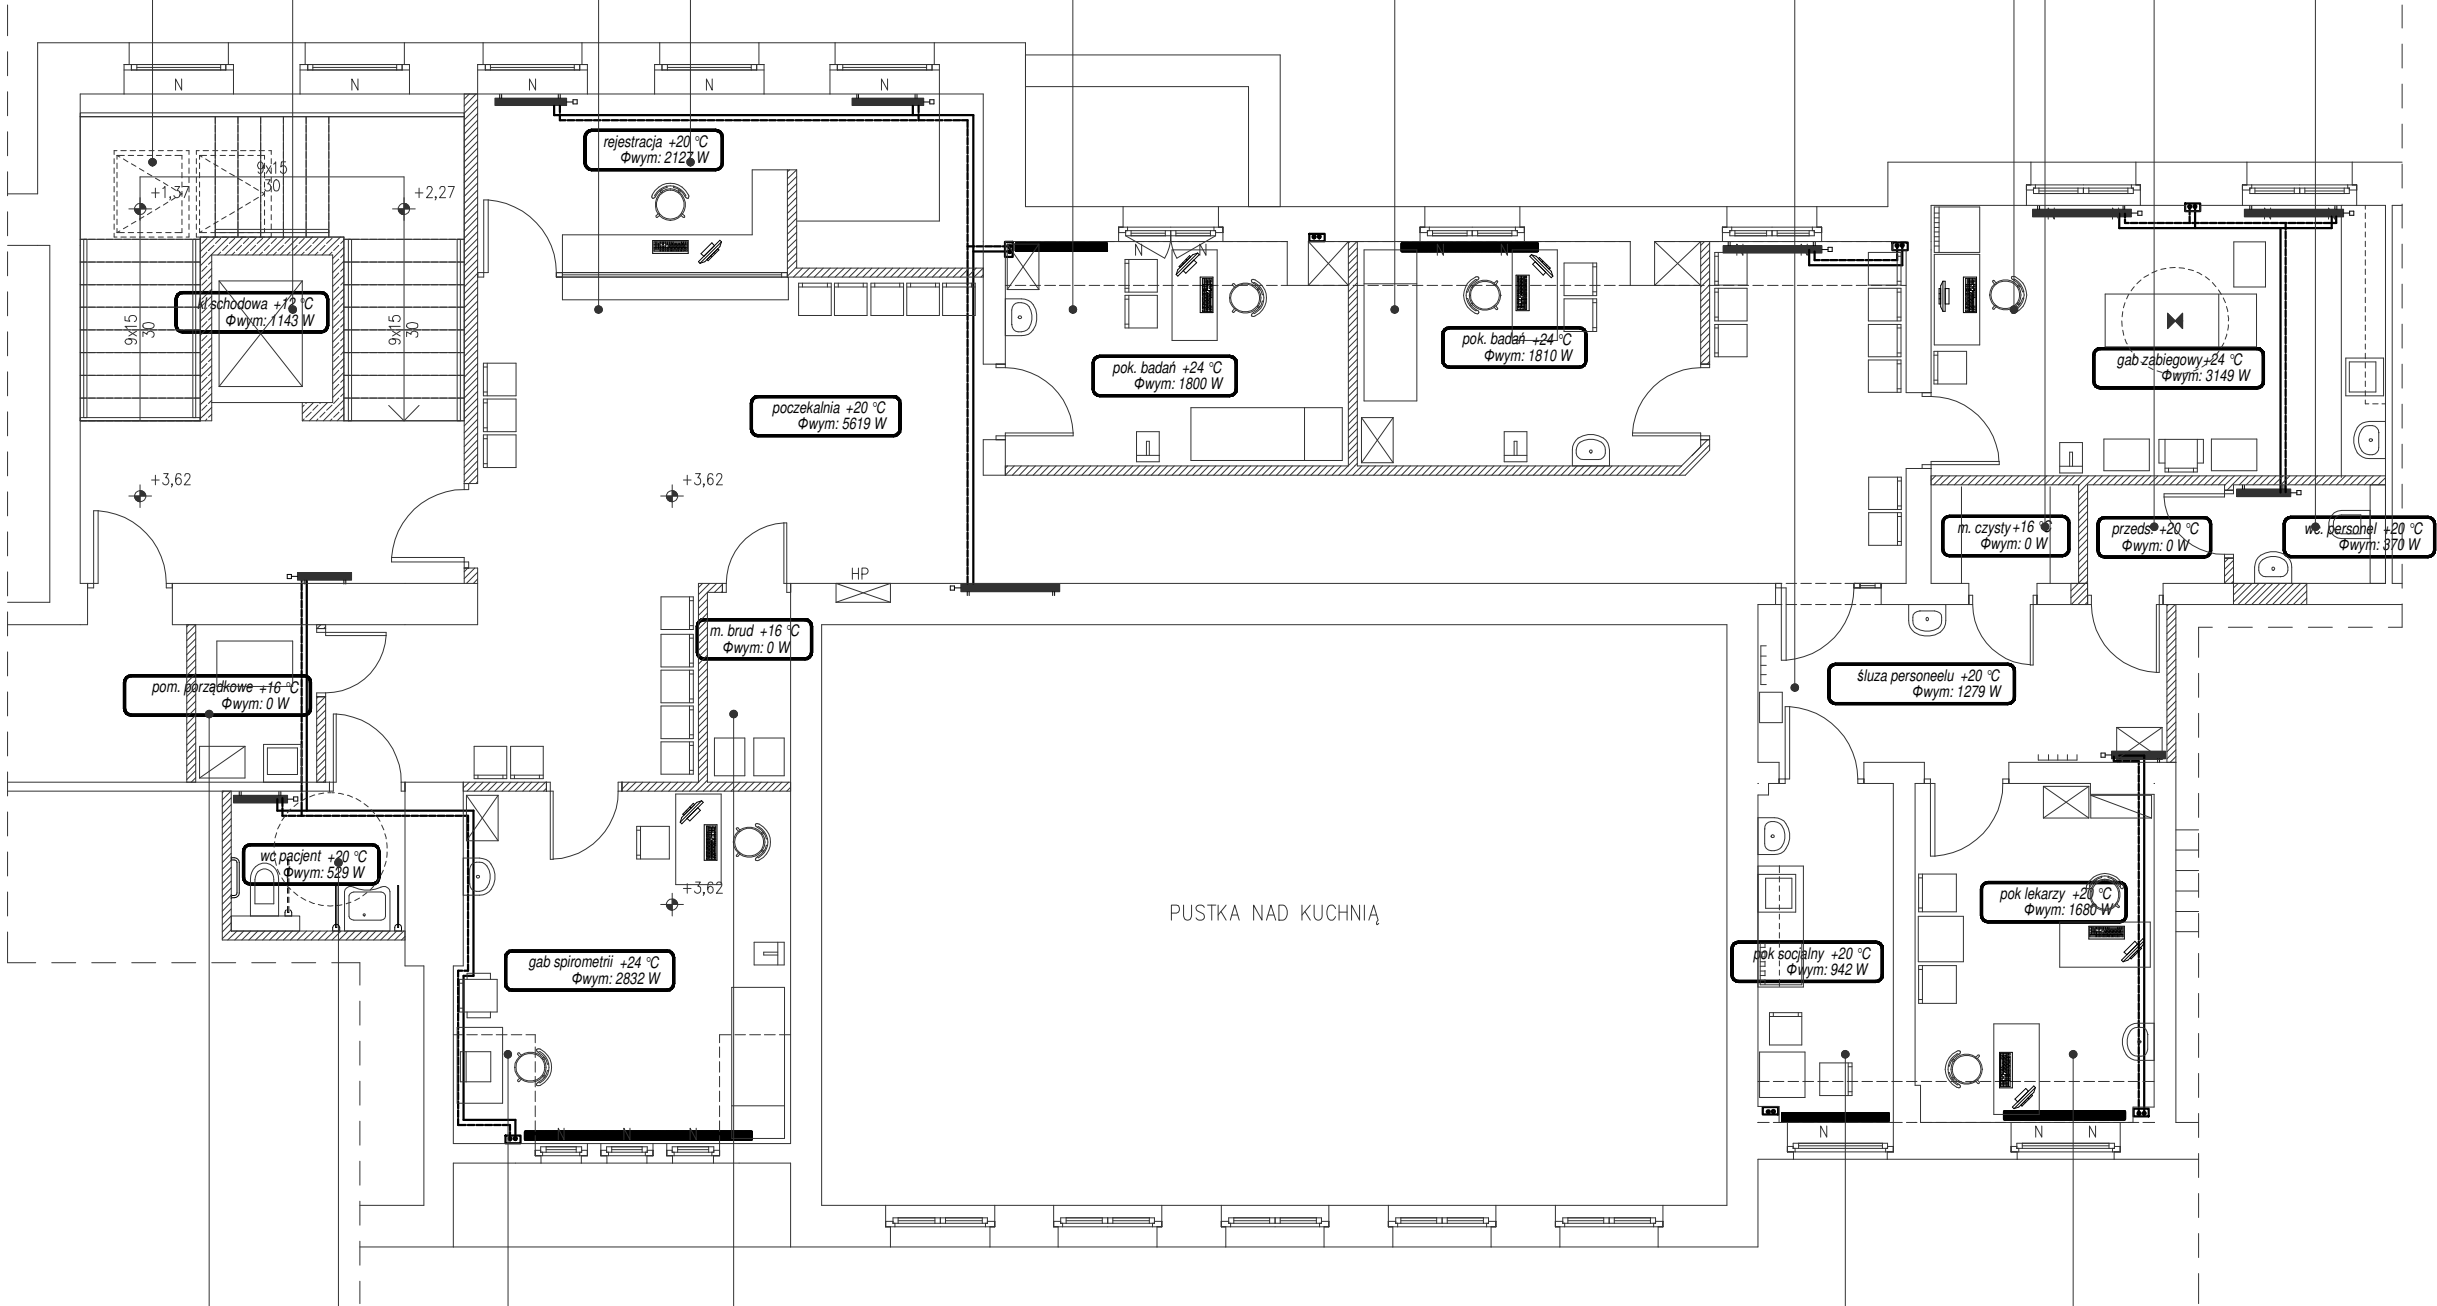 N
N
N
N
N
rejestracja +20 °C
Φwym: 2127 W
9x15
30
+1,37
+2,27
kl schodowa +12 °C
Φwym: 1143 W
9x15
30
9x15
30
N
N
N
N
N
N
N
N
pok. badań +24 °C
Φwym: 1800 W
pok. badań +24 °C
Φwym: 1810 W
gab zabiegowy+24 °C
Φwym: 3149 W
poczekalnia +20 °C
Φwym: 5619 W
+3,62
+3,62
m. czysty+16 °C
Φwym: 0 W
przeds. +20 °C
Φwym: 0 W
wc. personel +20 °C
Φwym: 370 W
HP
m. brud +16 °C
Φwym: 0 W
pom. porządkowe +16 °C
Φwym: 0 W
śluza personeelu +20 °C
Φwym: 1279 W
wc pacjent +20 °C
Φwym: 529 W
+3,62
PUSTKA NAD KUCHNIĄ
pok lekarzy +20 °C
Φwym: 1680 W
gab spirometrii +24 °C
Φwym: 2832 W
pok socjalny +20 °C
Φwym: 942 W
N
N
N
N
N
N